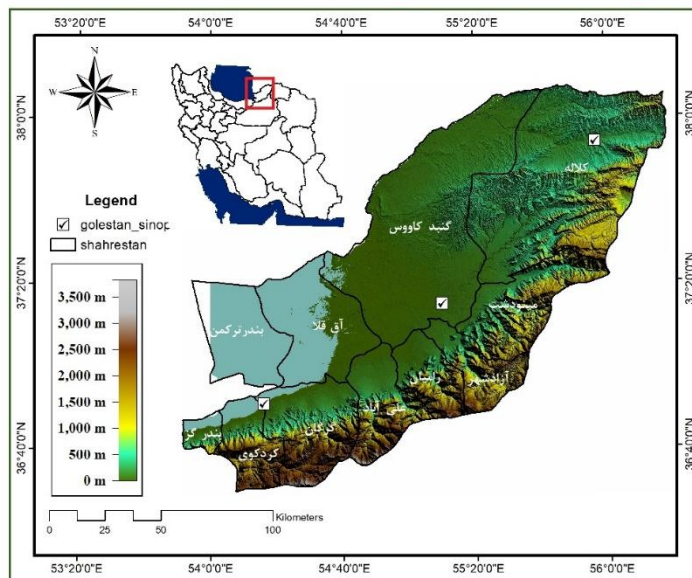 53°20'0"E 54°0'0"E 54°40'0"E 55°20'0"E 56°0'0"E
N
W E
S
38°0'0"N
38°0'0"N
37°20'0"N
37°20'0"N
36°40'0"N
36°40'0"N
Legend
golestan_sinop
shahrestan
3,500 m
3,000 m
2,500 m
2,000 m
1,500 m
1,000 m
500 m
0 m
کلاله
گنبد کاووس
مینودشت
آق قلا
بندرترکمن
آزادشهر
رامیان
علی آباد
گرگان
کردکوی
بندر گز
Kilometers
0 25 50 100
53°20'0"E 54°0'0"E 54°40'0"E 55°20'0"E 56°0'0"E